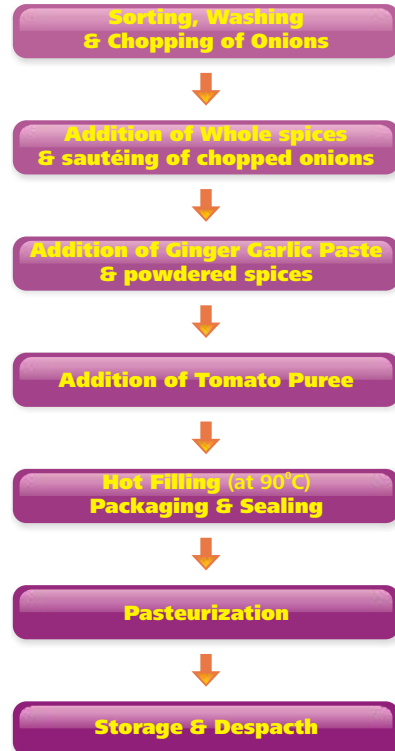 Sorting, Washing
& Chopping of Onions
Addition of Whole spices
& sautéing of chopped onions
Addition of Ginger Garlic Paste
& powdered spices
Addition of Tomato Puree
Hot Filling (at 90⁰C)
Packaging & Sealing
Pasteurization
Storage & Despacth